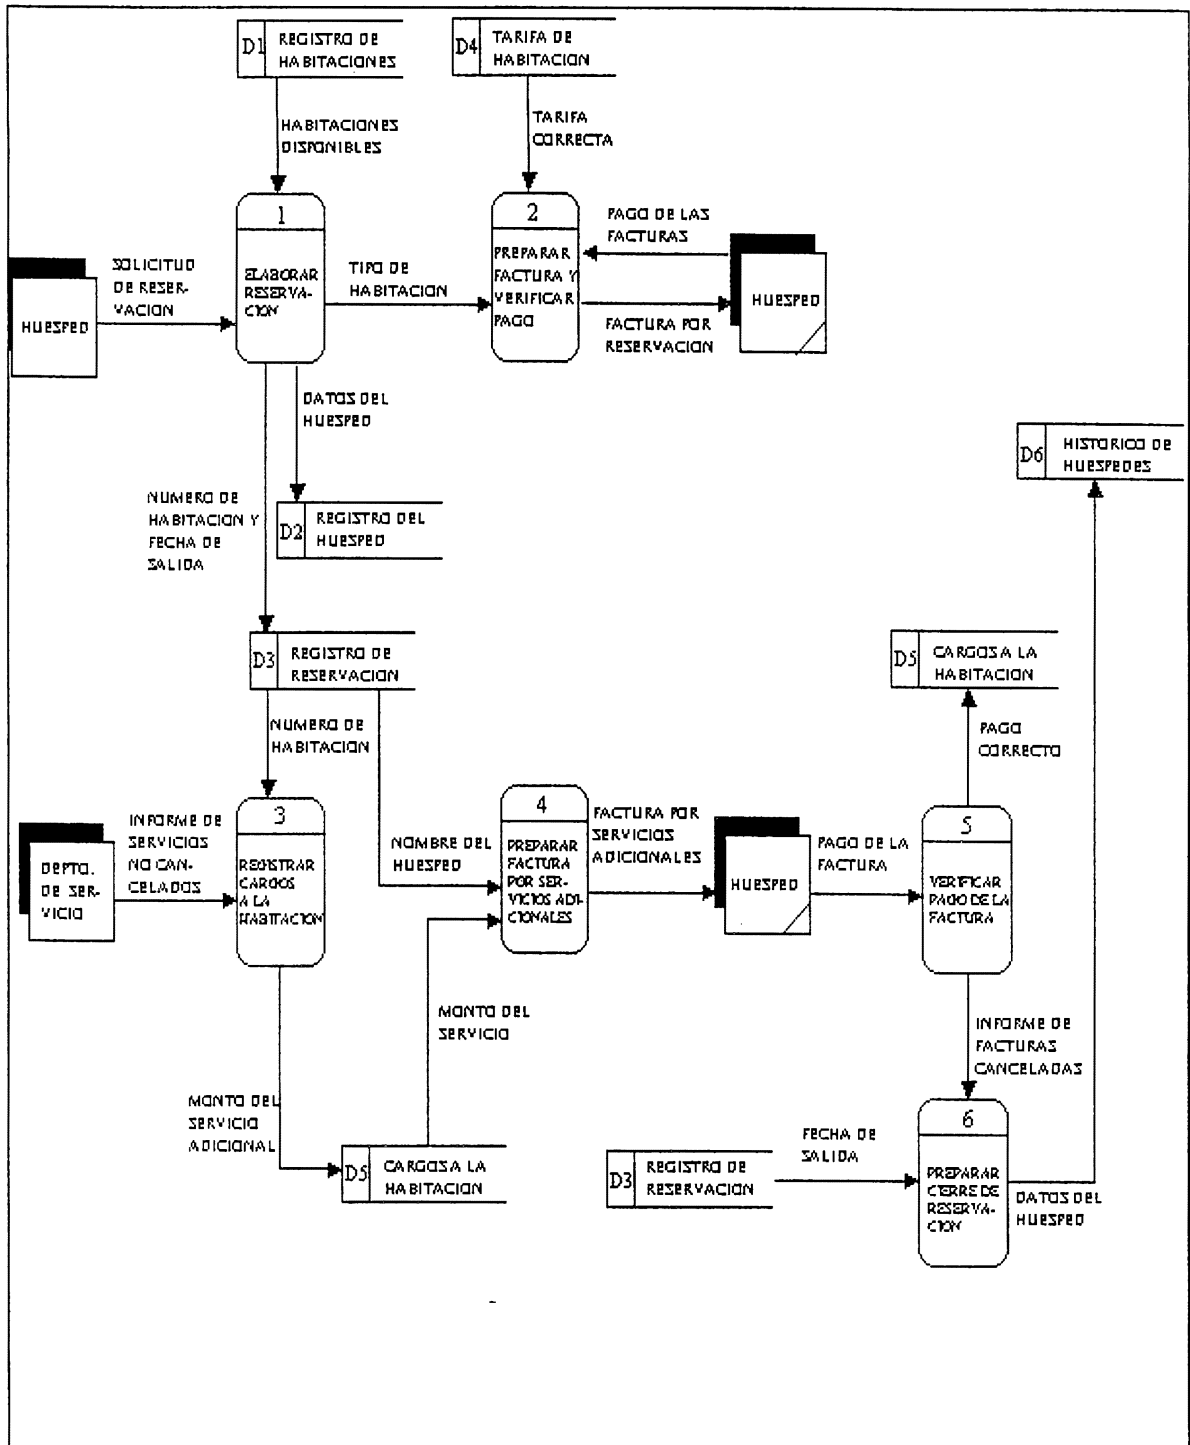 D1
REGISTRO DE
HABITACIONES
D4
TARIFA DE
HABITACION
HABITACIONES
DISPONIBLES
TARIFA
CORRECTA
1
ELABORAR
RESERVA-
CION
2
PREPARAR
FACTURA Y
VERIFICAR
PAGO
PAGO DE LAS
FACTURAS
HUESPED
SOLICITUD
DE RESER-
VACION
TIPO DE
HABITACION
HUESPED
FACTURA POR
RESERVACION
DATOS DEL
HUESPED
D6
HISTORICO DE
HUESPEDES
NUMERO DE
HABITACION Y
FECHA DE
SALIDA
D2
REGISTRO DEL
HUESPED
D3
REGISTRO DE
RESERVACION
D5
CARGOS A LA
HABITACION
NUMERO DE
HABITACION
PAGO
CORRECTO
DEPTO.
DE SER-
VICIO
INFORME DE
SERVICIOS
NO CAN-
CELADOS
3
REGISTRAR
CARGOS
A LA
HABITACION
NOMBRE DEL
HUESPED
4
PREPARAR
FACTURA
POR SER-
VICIOS ADI-
CIONALES
FACTURA POR
SERVICIOS
ADICIONALES
HUESPED
PAGO DE LA
FACTURA
5
VERIFICAR
PAGO DE LA
FACTURA
MONTO DEL
SERVICIO
INFORME DE
FACTURAS
CANCELADAS
MONTO DEL
SERVICIO
ADICIONAL
D5
CARGOS A LA
HABITACION
D3
REGISTRO DE
RESERVACION
FECHA DE
SALIDA
6
PREPARAR
CIERRE DE
RESERVA-
CION
DATOS DEL
HUESPED